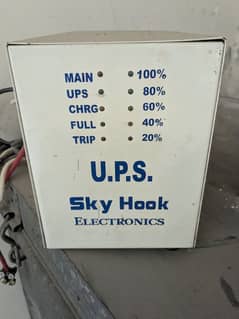 MAIN 100%
UPS 80%
CHRG 60%
FULL 40%
TRIP 20%
U.P.S.
Sky Hook
ELECTRONICS